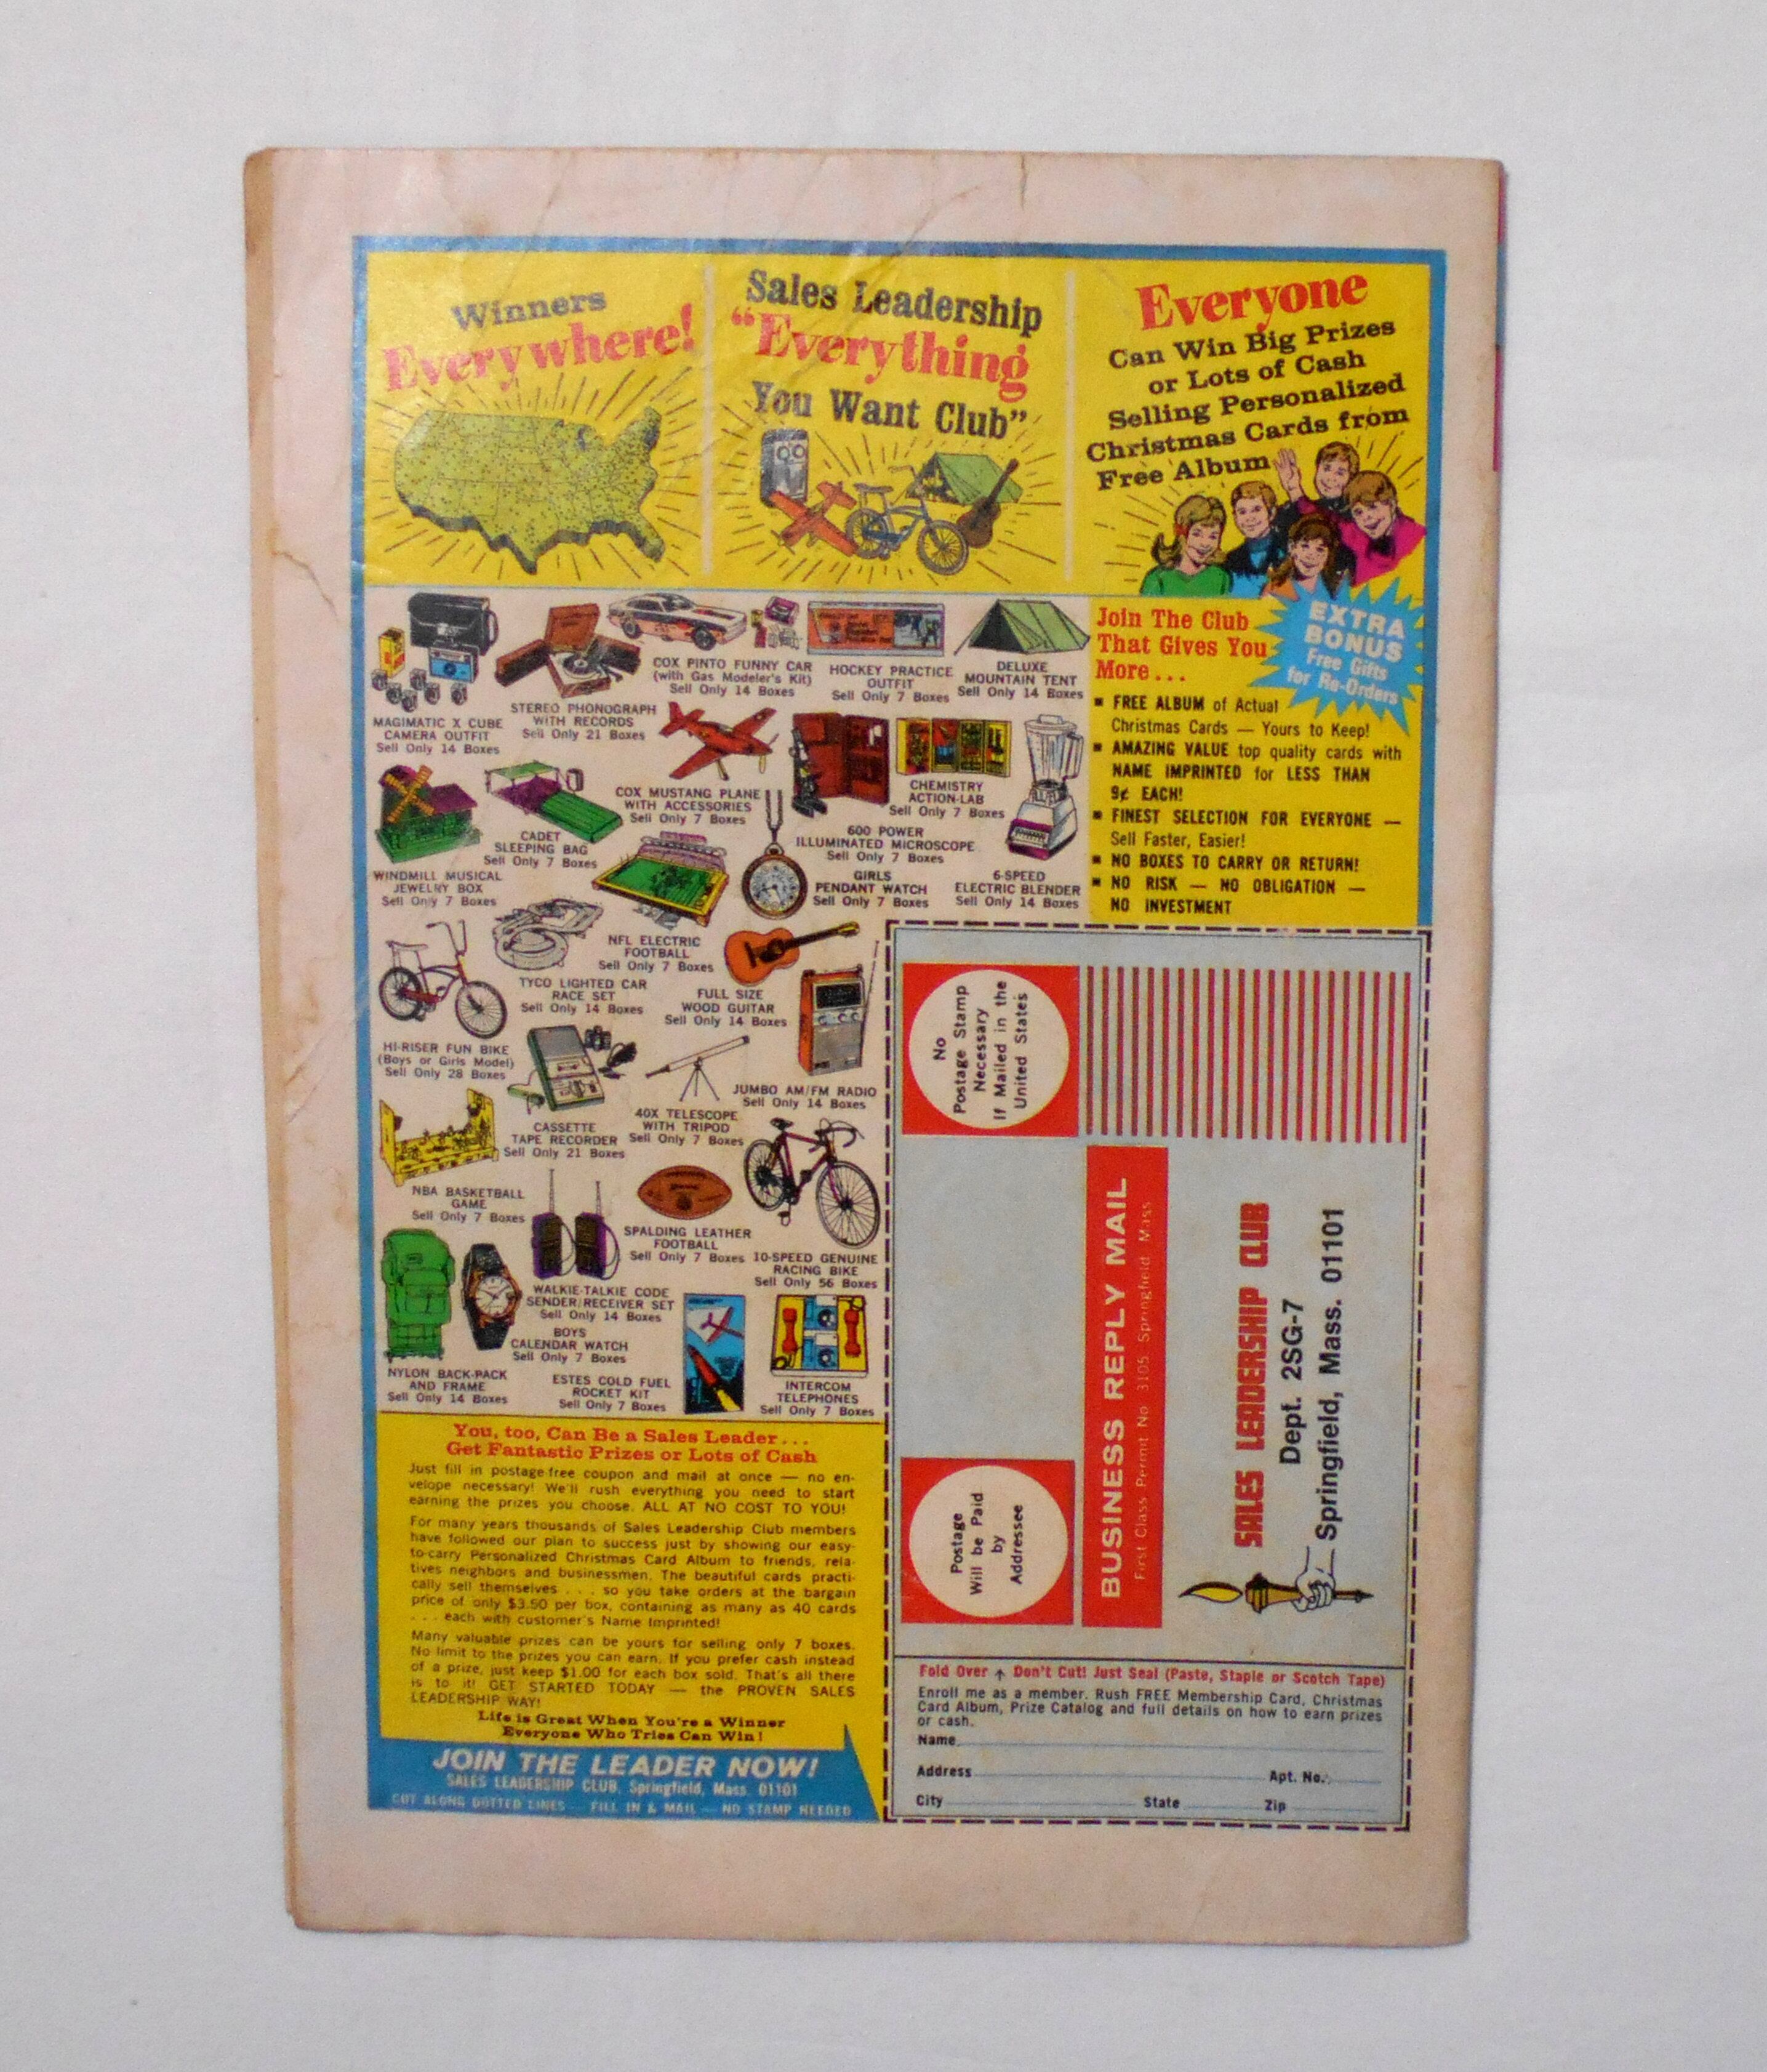 Winners
Everywhere!
Sales Leadership
"Everything
You Want Club"
Everyone
Can Win Big Prizes
or Lots of Cash
Selling Personalized
Christmas Cards from
Free Album
MAGIMATIC X CUBE
CAMERA OUTFIT
Sell Only 14 Boxes
STEREO PHONOGRAPH
WITH RECORDS
Sell Only 21 Boxes
COX PINTO FUNNY CAR
(with Gas Modeler's Kit)
Sell Only 14 Boxes
HOCKEY PRACTICE
OUTFIT
Sell Only 7 Boxes
DELUXE
MOUNTAIN TENT
Sell Only 14 Boxes
WINDMILL MUSICAL
JEWELRY BOX
Sell Only 7 Boxes
CADET
SLEEPING BAG
Sell Only 7 Boxes
COX MUSTANG PLANE
WITH ACCESSORIES
Sell Only 7 Boxes
600 POWER
ILLUMINATED MICROSCOPE
Sell Only 7 Boxes
CHEMISTRY
ACTION-LAB
Sell Only 7 Boxes
GIRLS
PENDANT WATCH
Sell Only 7 Boxes
6-SPEED
ELECTRIC BLENDER
Sell Only 14 Boxes
NFL ELECTRIC
FOOTBALL
Sell Only 7 Boxes
TYCO LIGHTED CAR
RACE SET
Sell Only 14 Boxes
FULL SIZE
WOOD GUITAR
Sell Only 14 Boxes
HI-RISER FUN BIKE
(Boys or Girls Model)
Sell Only 28 Boxes
JUMBO AM/FM RADIO
Sell Only 14 Boxes
CASSETTE
TAPE RECORDER
Sell Only 21 Boxes
40X TELESCOPE
WITH TRIPOD
Sell Only 7 Boxes
NBA BASKETBALL
GAME
Sell Only 7 Boxes
SPALDING LEATHER
FOOTBALL
Sell Only 7 Boxes
10-SPEED GENUINE
RACING BIKE
Sell Only 56 Boxes
WALKIE-TALKIE CODE
SENDER/RECEIVER SET
Sell Only 14 Boxes
BOYS
CALENDAR WATCH
Sell Only 7 Boxes
NYLON BACK-PACK
AND FRAME
Sell Only 14 Boxes
ESTES COLD FUEL
ROCKET KIT
Sell Only 7 Boxes
INTERCOM
TELEPHONES
Sell Only 7 Boxes
Join The Club
That Gives You
More...
EXTRA
BONUS
Free Gifts
for Re-Orders
■ FREE ALBUM of Actual
Christmas Cards — Yours to Keep!
■ AMAZING VALUE top quality cards with
NAME IMPRINTED for LESS THAN
9¢ EACH!
■ FINEST SELECTION FOR EVERYONE —
Sell Faster, Easier!
■ NO BOXES TO CARRY OR RETURN!
■ NO RISK — NO OBLIGATION —
NO INVESTMENT
You, too, Can Be a Sales Leader...
Get Fantastic Prizes or Lots of Cash
Just fill in postage-free coupon and mail at once — no en-
velope necessary! We'll rush everything you need to start
earning the prizes you choose. ALL AT NO COST TO YOU!
For many years thousands of Sales Leadership Club members
have followed our plan to success just by showing our easy-
to-carry Personalized Christmas Card Album to friends, rela-
tives neighbors and businessmen. The beautiful cards practi-
cally sell themselves . . . so you take orders at the bargain
price of only $3.50 per box, containing as many as 40 cards
. . . each with customer's Name Imprinted!
Many valuable prizes can be yours for selling only 7 boxes.
No limit to the prizes you can earn. If you prefer cash instead
of a prize, just keep $1.00 for each box sold. That's all there
is to it! GET STARTED TODAY — the PROVEN SALES
LEADERSHIP WAY!
Life is Great When You're a Winner
Everyone Who Tries Can Win!
JOIN THE LEADER NOW!
SALES LEADERSHIP CLUB, Springfield, Mass. 01101
CUT ALONG DOTTED LINES — FILL IN & MAIL — NO STAMP NEEDED
No
Postage Stamp
Necessary
If Mailed in the
United States
Postage
Will be Paid
by
Addressee
BUSINESS REPLY MAIL
First Class Permit No. 3105 Springfield, Mass.
SALES LEADERSHIP CLUB
Dept. 2SG-7
Springfield, Mass. 01101
Fold Over ↑ Don't Cut! Just Seal (Paste, Staple or Scotch Tape)
Enroll me as a member. Rush FREE Membership Card, Christmas
Card Album, Prize Catalog and full details on how to earn prizes
or cash.
Name
Address Apt. No.
City State Zip